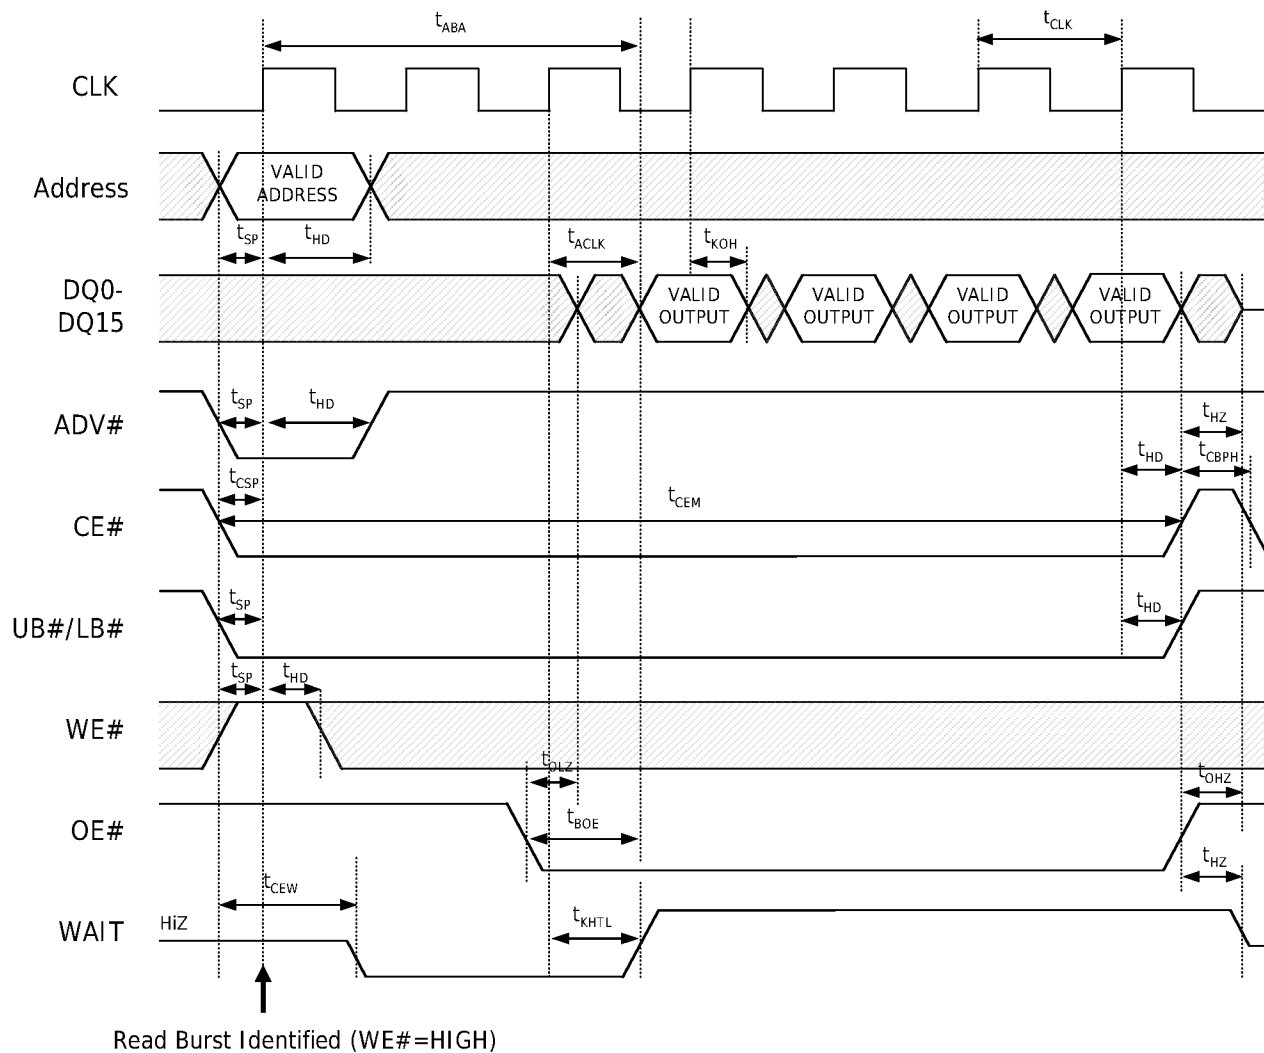 tABA
tCLK
CLK
Address
VALID
ADDRESS
tSP
tHD
tACLK
tKOH
DQ0-
DQ15
VALID
OUTPUT
VALID
OUTPUT
VALID
OUTPUT
VALID
OUTPUT
ADV#
tSP
tHD
tHZ
tHD
tCBPH
CE#
tCSP
tCEM
UB#/LB#
tSP
tHD
WE#
tSP
tHD
tOLZ
tOHZ
OE#
tBOE
tHZ
tCEW
WAIT
HiZ
tKHTL
Read Burst Identified (WE#=HIGH)